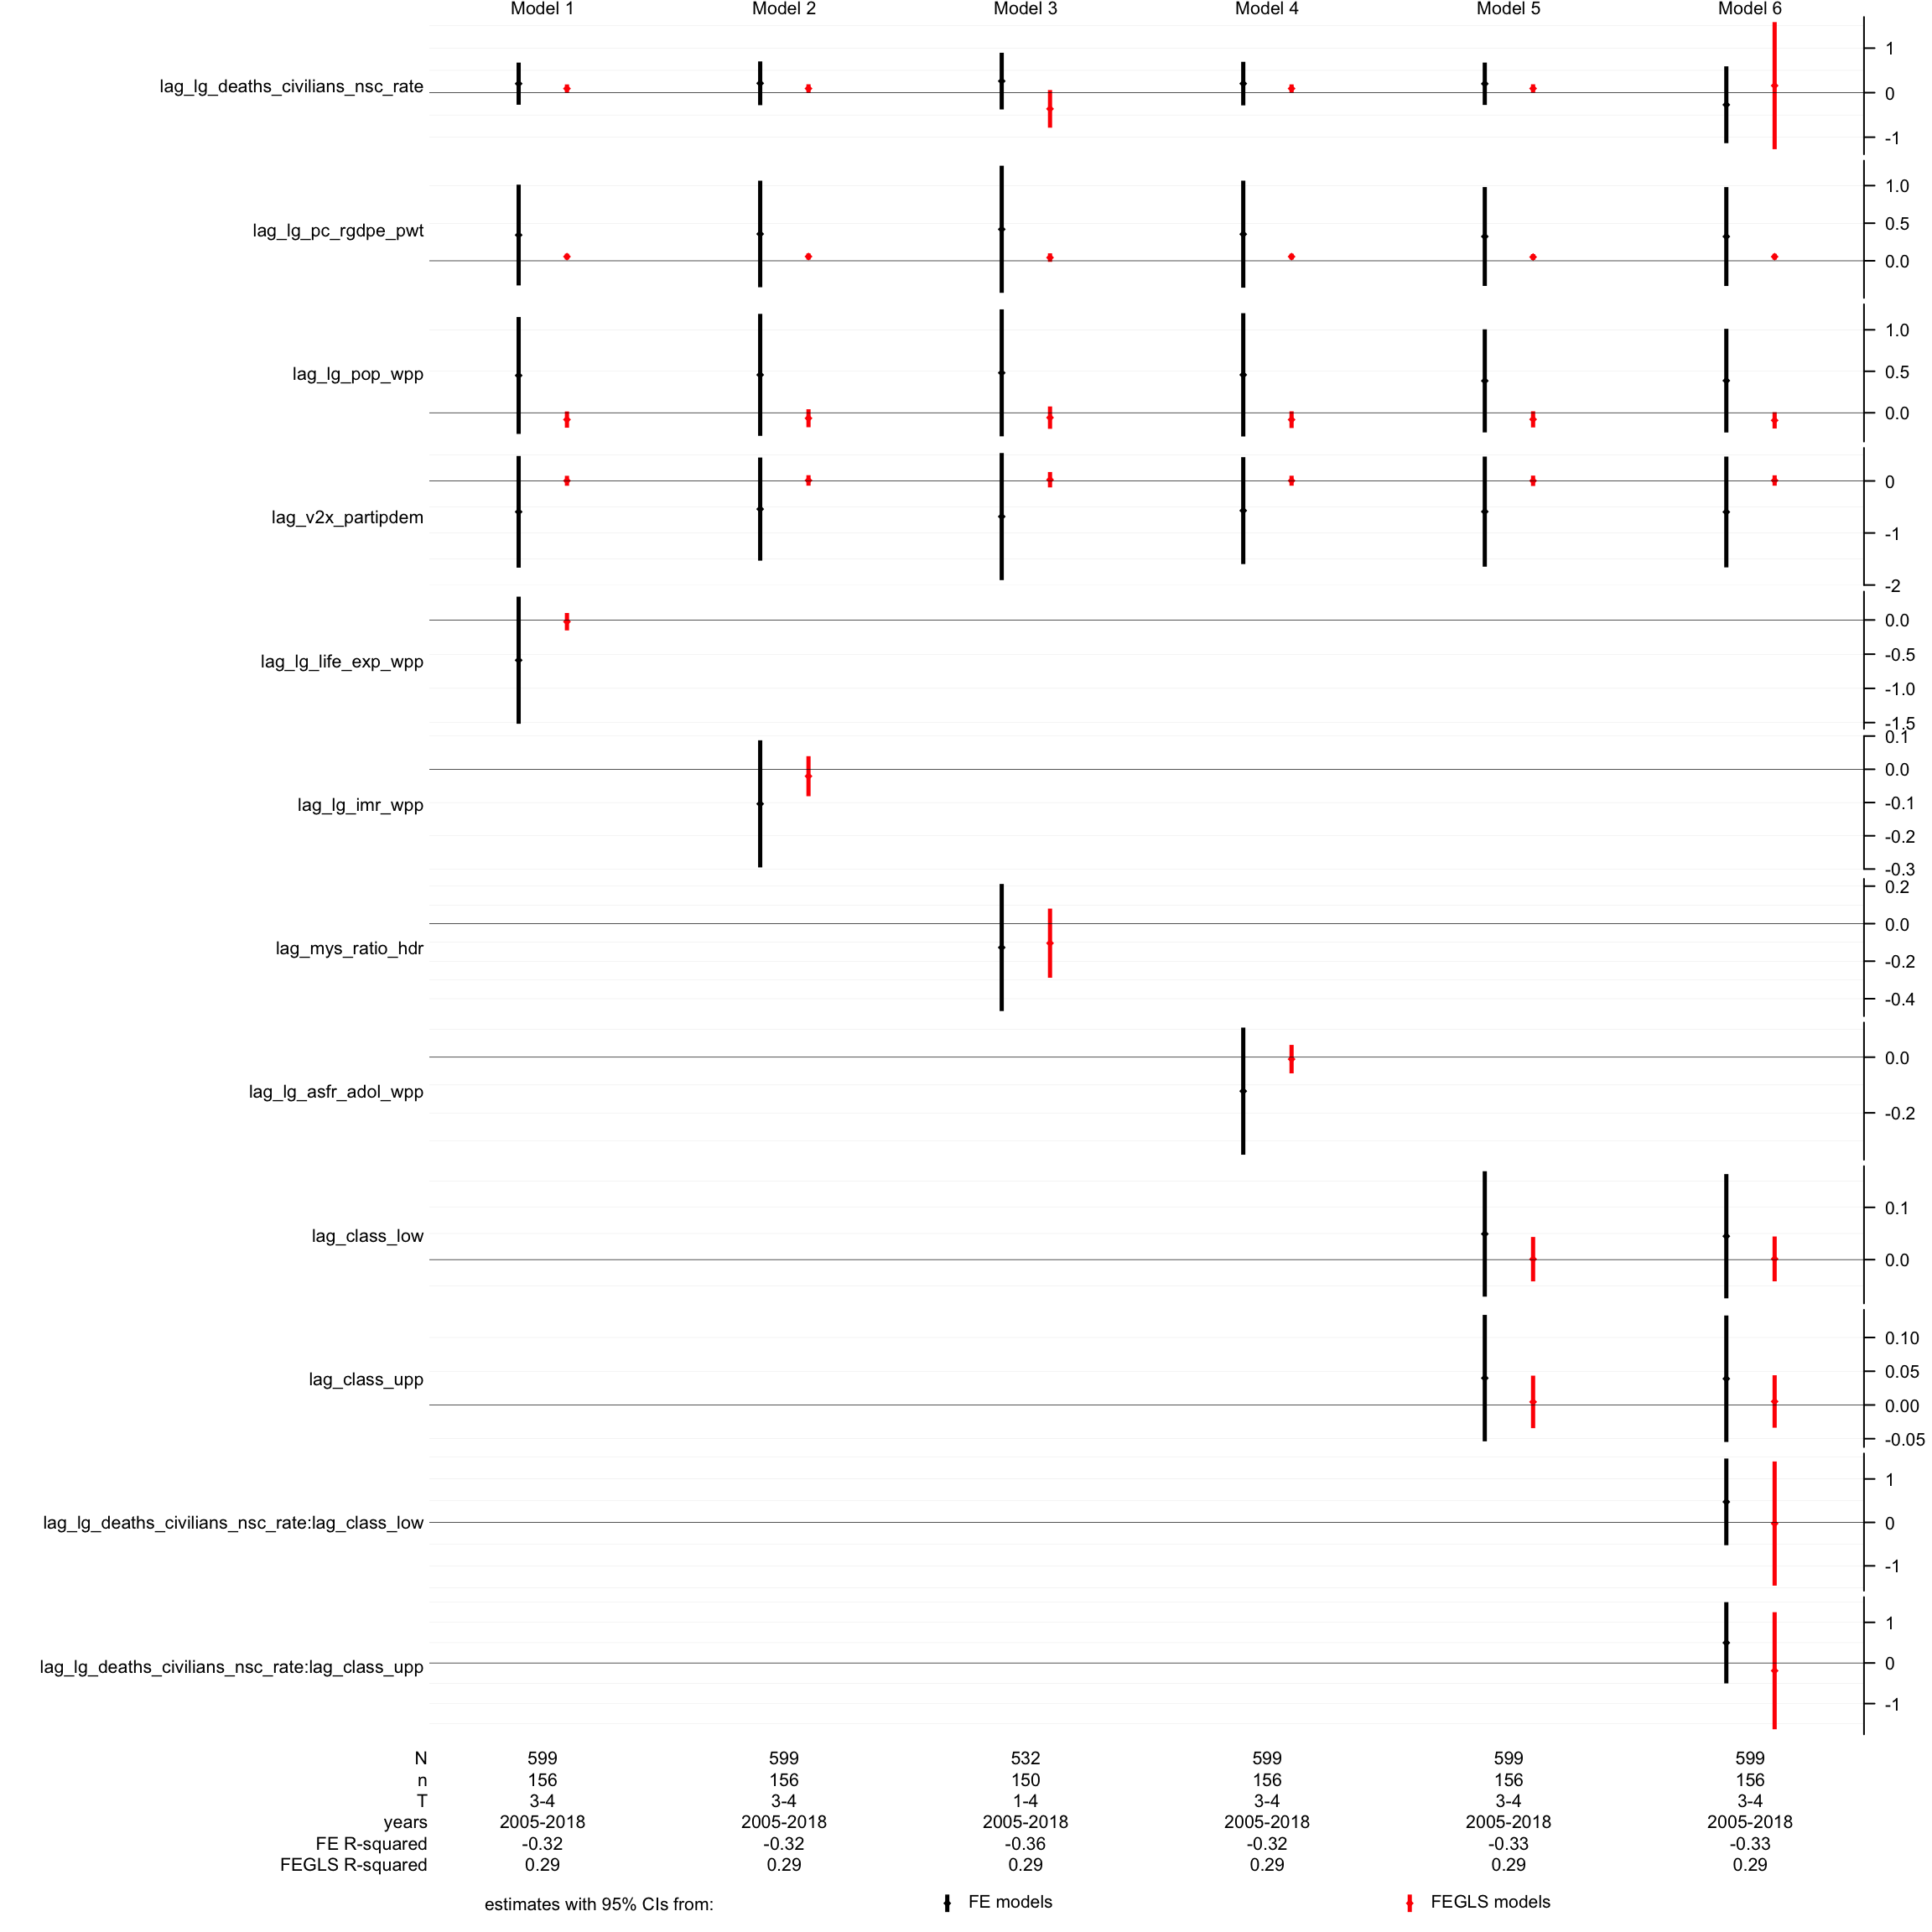 Model 1 Model 2 Model 3 Model 4 Model 5 Model 6
lag_lg_deaths_civilians_nsc_rate
1
0
-1
lag_lg_pc_rgdpe_pwt
1.0
0.5
0.0
lag_lg_pop_wpp
1.0
0.5
0.0
lag_v2x_partipdem
0
-1
-2
lag_lg_life_exp_wpp
0.0
-0.5
-1.0
-1.5
lag_lg_imr_wpp
0.1
0.0
-0.1
-0.2
-0.3
lag_mys_ratio_hdr
0.2
0.0
-0.2
-0.4
lag_lg_asfr_adol_wpp
0.0
-0.2
lag_class_low
0.1
0.0
lag_class_upp
0.10
0.05
0.00
-0.05
lag_lg_deaths_civilians_nsc_rate:lag_class_low
1
0
-1
lag_lg_deaths_civilians_nsc_rate:lag_class_upp
1
0
-1
N 599 599 532 599 599 599
n 156 156 150 156 156 156
T 3-4 3-4 1-4 3-4 3-4 3-4
years 2005-2018 2005-2018 2005-2018 2005-2018 2005-2018 2005-2018
FE R-squared -0.32 -0.32 -0.36 -0.32 -0.33 -0.33
FEGLS R-squared 0.29 0.29 0.29 0.29 0.29 0.29
estimates with 95% CIs from: FE models FEGLS models